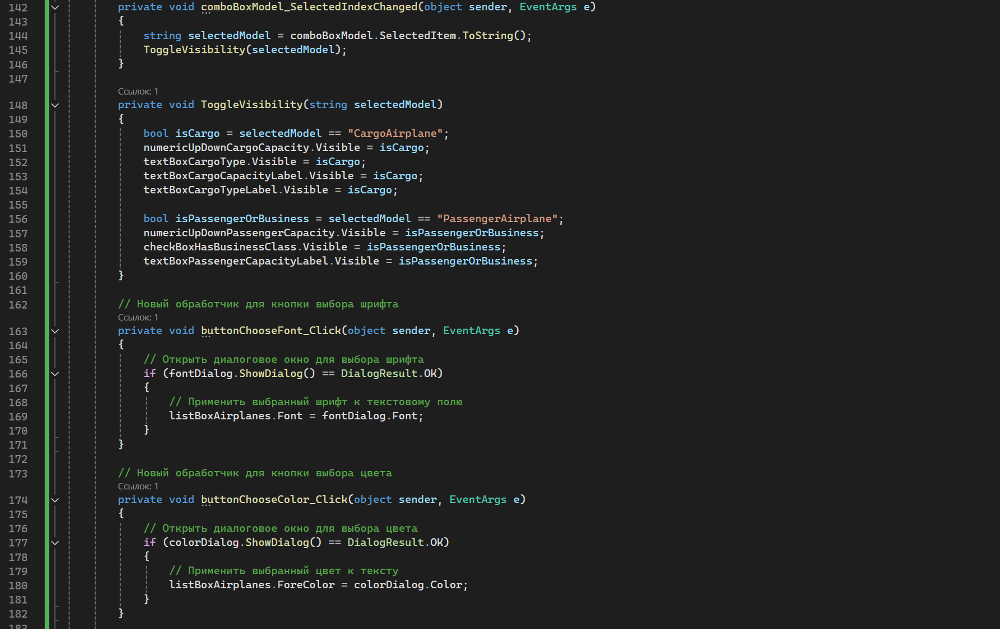 142 private void comboBoxModel_SelectedIndexChanged(object sender, EventArgs e)
143 {
144 string selectedModel = comboBoxModel.SelectedItem.ToString();
145 ToggleVisibility(selectedModel);
146 }
147
Ссылок: 1
148 private void ToggleVisibility(string selectedModel)
149 {
150 bool isCargo = selectedModel == "CargoAirplane";
151 numericUpDownCargoCapacity.Visible = isCargo;
152 textBoxCargoType.Visible = isCargo;
153 textBoxCargoCapacityLabel.Visible = isCargo;
154 textBoxCargoTypeLabel.Visible = isCargo;
155
156 bool isPassengerOrBusiness = selectedModel == "PassengerAirplane";
157 numericUpDownPassengerCapacity.Visible = isPassengerOrBusiness;
158 checkBoxHasBusinessClass.Visible = isPassengerOrBusiness;
159 textBoxPassengerCapacityLabel.Visible = isPassengerOrBusiness;
160 }
161
162 // Новый обработчик для кнопки выбора шрифта
Ссылок: 1
163 private void buttonChooseFont_Click(object sender, EventArgs e)
164 {
165 // Открыть диалоговое окно для выбора шрифта
166 if (fontDialog.ShowDialog() == DialogResult.OK)
167 {
168 // Применить выбранный шрифт к текстовому полю
169 listBoxAirplanes.Font = fontDialog.Font;
170 }
171 }
172
173 // Новый обработчик для кнопки выбора цвета
Ссылок: 1
174 private void buttonChooseColor_Click(object sender, EventArgs e)
175 {
176 // Открыть диалоговое окно для выбора цвета
177 if (colorDialog.ShowDialog() == DialogResult.OK)
178 {
179 // Применить выбранный цвет к тексту
180 listBoxAirplanes.ForeColor = colorDialog.Color;
181 }
182 }
183